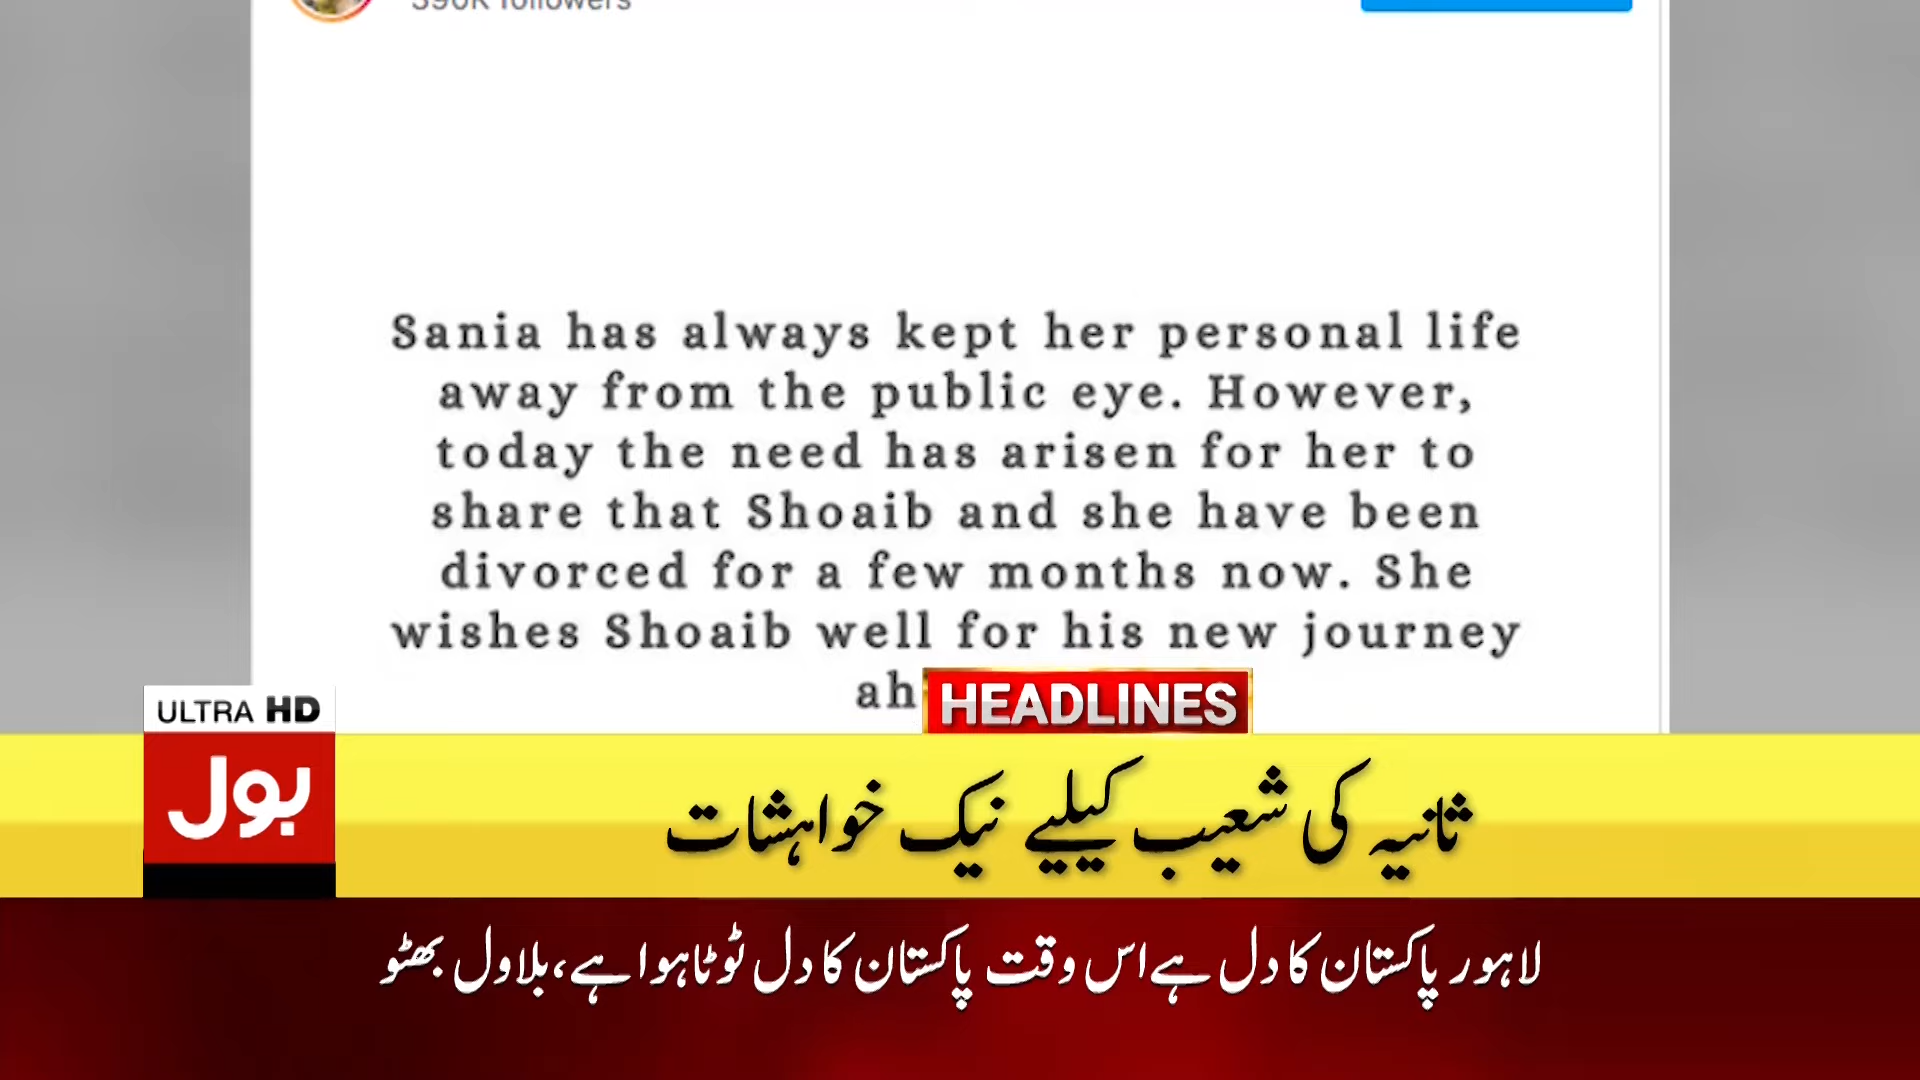 390K followers
Sania has always kept her personal life
away from the public eye. However,
today the need has arisen for her to
share that Shoaib and she have been
divorced for a few months now. She
wishes Shoaib well for his new journey
ah
HEADLINES
ULTRA HD
بول
ثانیہ کی شعیب کیلیے نیک خواہشات
لاہور پاکستان کا دل ہے اس وقت پاکستان کا دل ٹوٹا ہوا ہے، بلاول بھٹو